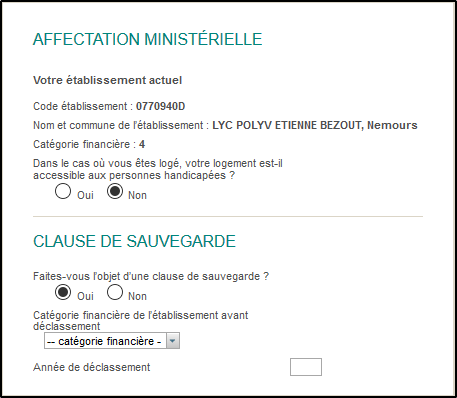 AFFECTATION MINISTÉRIELLE
Votre établissement actuel
Code établissement : 0770940D
Nom et commune de l'établissement : LYC POLYV ETIENNE BEZOUT, Nemours
Catégorie financière : 4
Dans le cas où vous êtes logé, votre logement est-il
accessible aux personnes handicapées ?
Oui Non
CLAUSE DE SAUVEGARDE
Faites-vous l'objet d'une clause de sauvegarde ?
Oui Non
Catégorie financière de l'établissement avant
déclassement
-- catégorie financière -
Année de déclassement